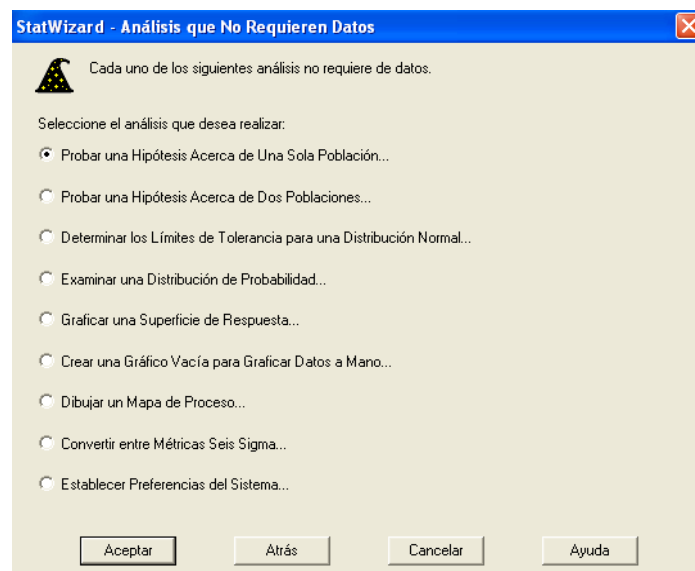 StatWizard - Análisis que No Requieren Datos
Cada uno de los siguientes análisis no requiere de datos.
Seleccione el análisis que desea realizar:
Probar una Hipótesis Acerca de Una Sola Población...
Probar una Hipótesis Acerca de Dos Poblaciones...
Determinar los Límites de Tolerancia para una Distribución Normal...
Examinar una Distribución de Probabilidad...
Graficar una Superficie de Respuesta...
Crear una Gráfico Vacía para Graficar Datos a Mano...
Dibujar un Mapa de Proceso...
Convertir entre Métricas Seis Sigma...
Establecer Preferencias del Sistema...
Aceptar Atrás Cancelar Ayuda